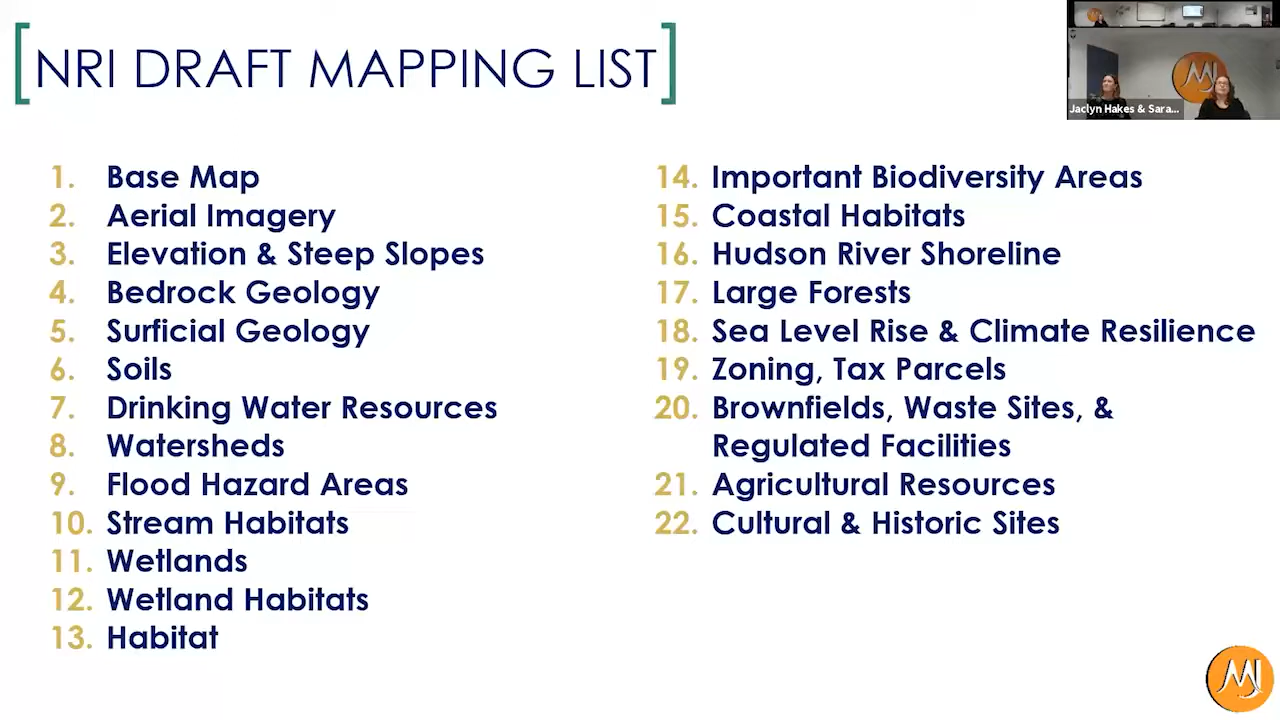 [NRI DRAFT MAPPING LIST]
Jaclyn Hakes & Sara...
1. Base Map
2. Aerial Imagery
3. Elevation & Steep Slopes
4. Bedrock Geology
5. Surficial Geology
6. Soils
7. Drinking Water Resources
8. Watersheds
9. Flood Hazard Areas
10. Stream Habitats
11. Wetlands
12. Wetland Habitats
13. Habitat
14. Important Biodiversity Areas
15. Coastal Habitats
16. Hudson River Shoreline
17. Large Forests
18. Sea Level Rise & Climate Resilience
19. Zoning, Tax Parcels
20. Brownfields, Waste Sites, &
Regulated Facilities
21. Agricultural Resources
22. Cultural & Historic Sites
MJ